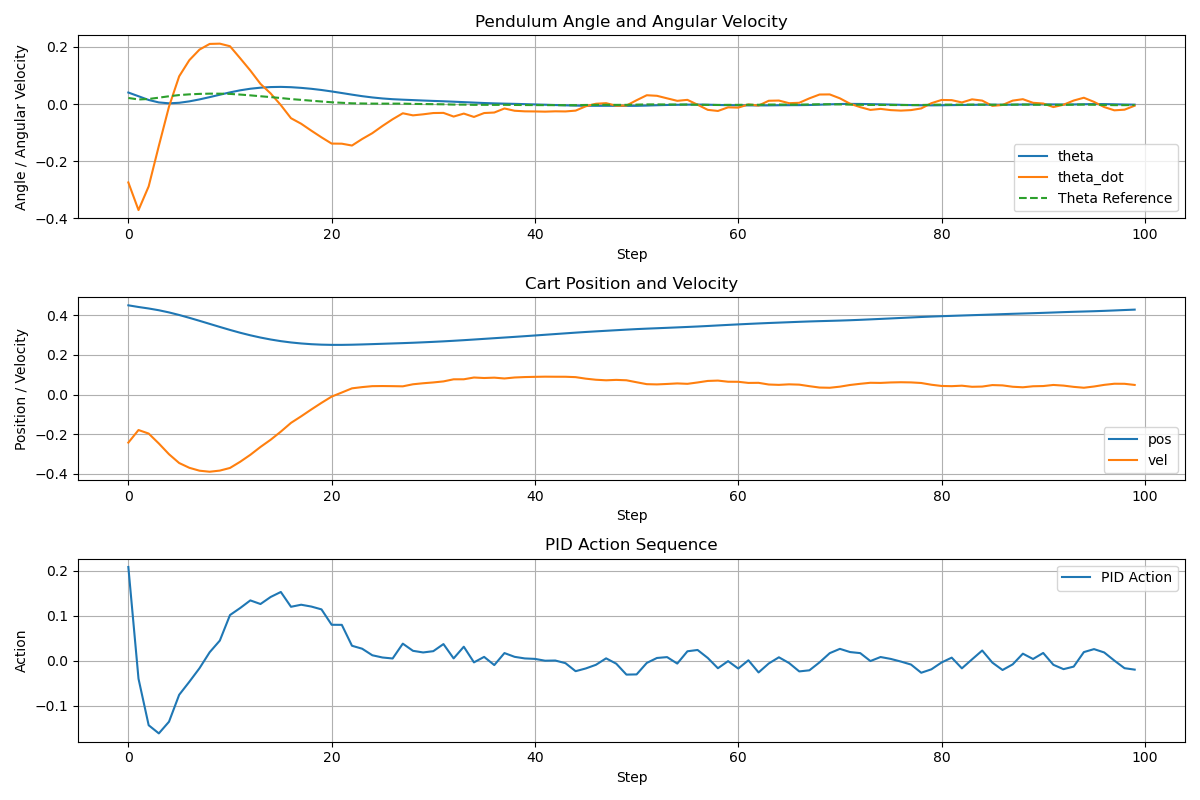 Pendulum Angle and Angular Velocity
Angle / Angular Velocity
0.2
0.0
−0.2
−0.4
theta
theta_dot
Theta Reference
0 20 40 60 80 100
Step
Cart Position and Velocity
Position / Velocity
0.4
0.2
0.0
−0.2
−0.4
pos
vel
0 20 40 60 80 100
Step
PID Action Sequence
Action
0.2
0.1
0.0
−0.1
PID Action
0 20 40 60 80 100
Step